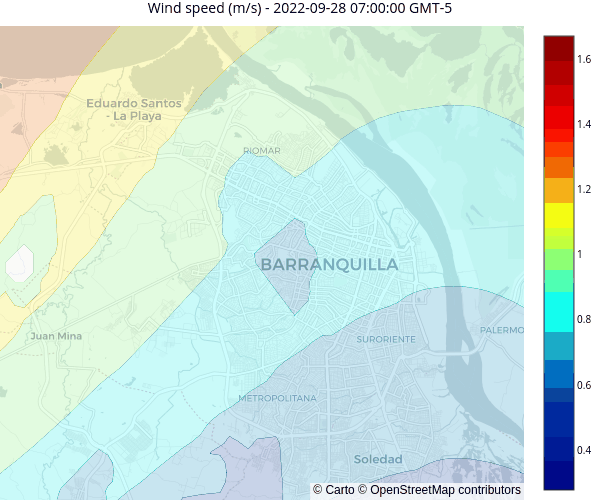 Wind speed (m/s) - 2022-09-28 07:00:00 GMT-5
1.6
Eduardo Santos
- La Playa
1.4
RIOMAR
1.2
BARRANQUILLA
1
0.8
Juan Mina
SURORIENTE
PALERMO
0.6
METROPOLITANA
0.4
Soledad
© Carto © OpenStreetMap contributors